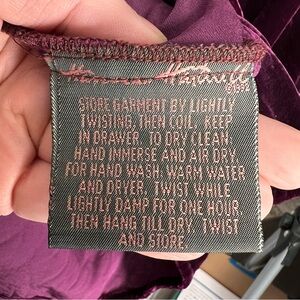 STORE GARMENT BY LIGHTLY
TWISTING, THEN COIL. KEEP
IN DRAWER. TO DRY CLEAN
HAND IMMERSE AND AIR DRY.
FOR HAND WASH: WARM WATER
AND DRYER, TWIST WHILE
LIGHTLY DAMP FOR ONE HOUR,
THEN HANG TILL DRY. TWIST
AND STORE